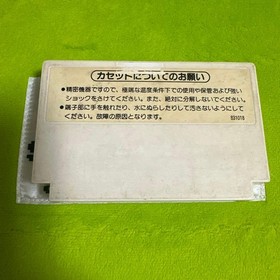 カセットについてのお願い
●精密機器ですので、極端な温度条件下での使用や保管および強い
ショックをさけてください。また、絶対に分解しないでください。
●端子部に手を触れたり、水にぬらしたりして汚さないようにして
ください。故障の原因となります。
931018